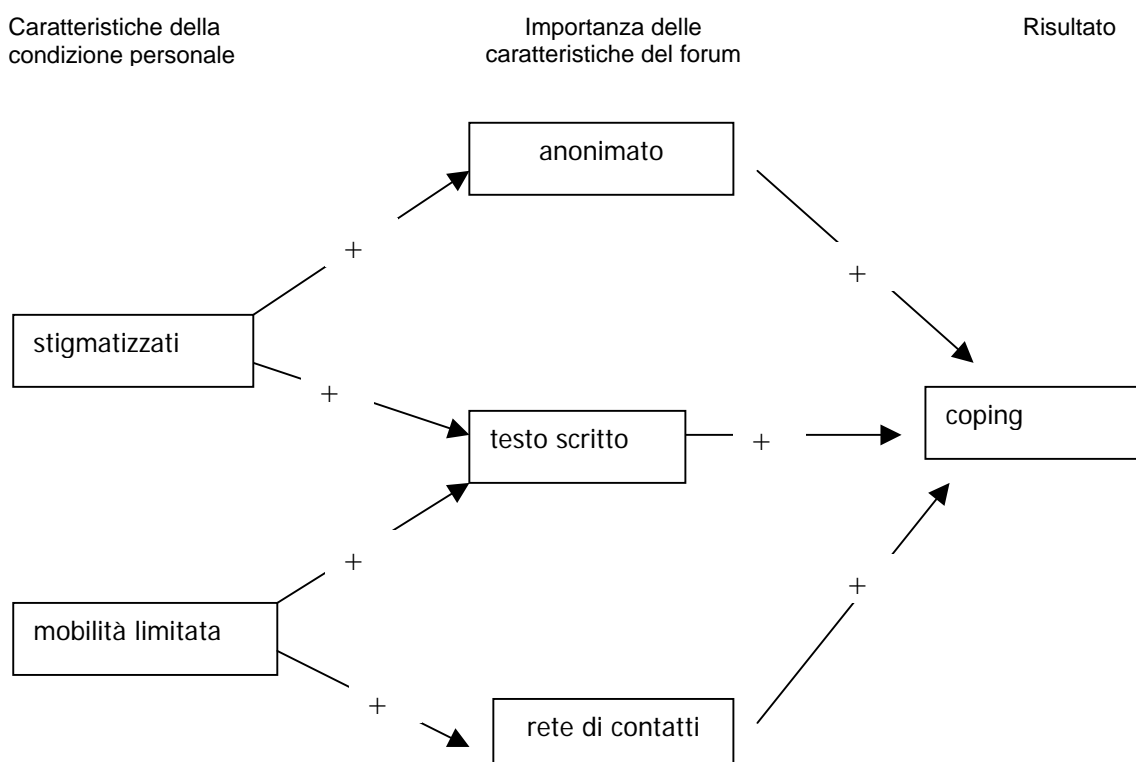 Caratteristiche della
condizione personale
Importanza delle
caratteristiche del forum
Risultato
anonimato
+
+
stigmatizzati
+
testo scritto
+
coping
+
+
mobilità limitata
+
rete di contatti